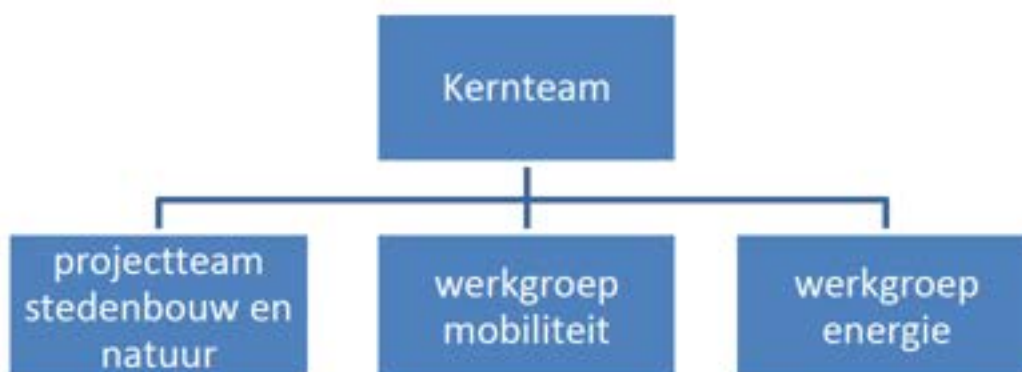 Kernteam
projectteam
stedenbouw en
natuur
werkgroep
mobiliteit
werkgroep
energie